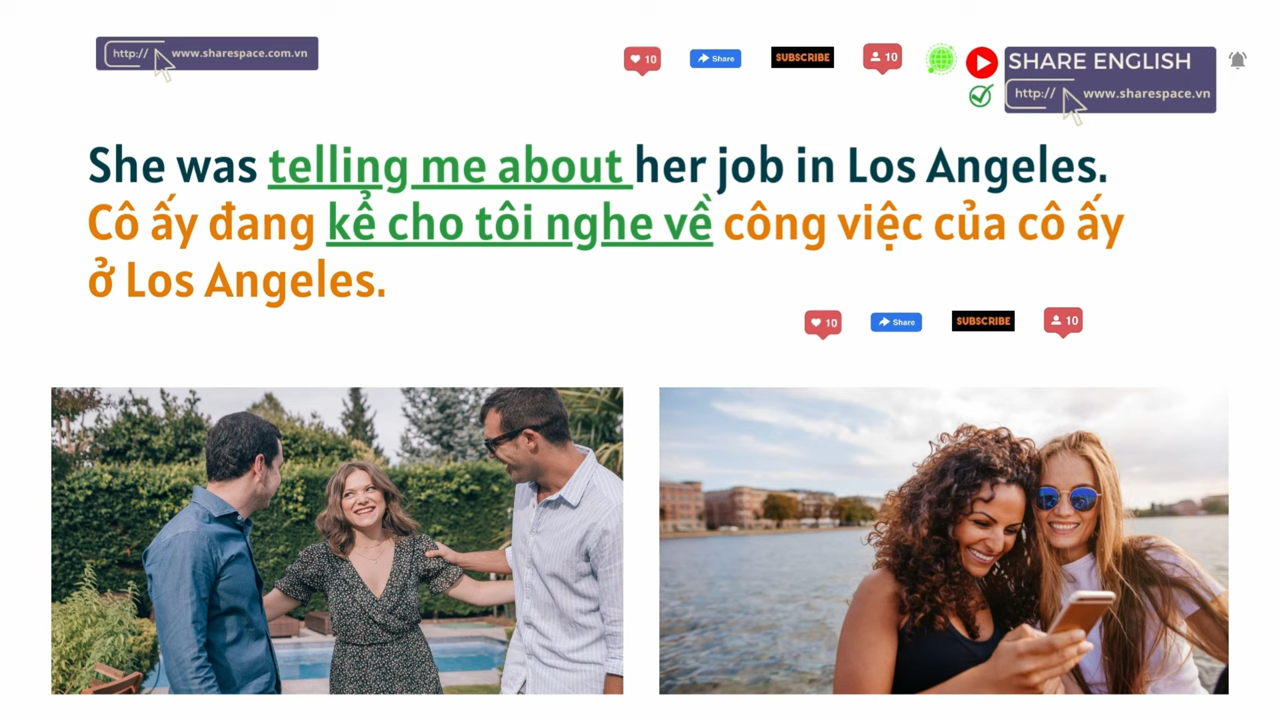 http:// www.sharespace.com.vn
10 Share SUBSCRIBE 10
SHARE ENGLISH
http:// www.sharespace.vn
She was telling me about her job in Los Angeles.
Cô ấy đang kể cho tôi nghe về công việc của cô ấy
ở Los Angeles.
10 Share SUBSCRIBE 10